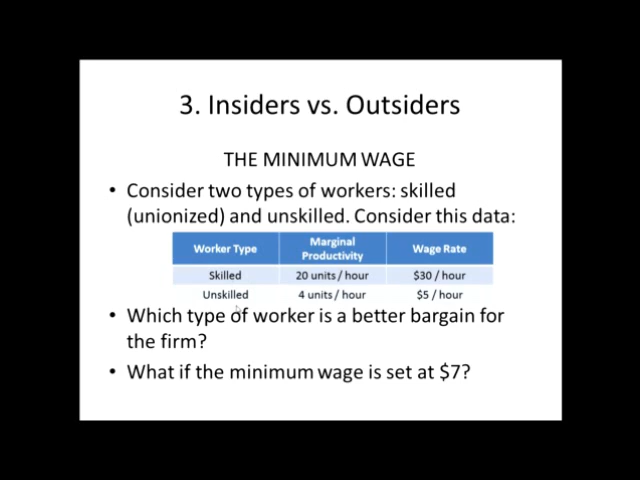 3. Insiders vs. Outsiders
THE MINIMUM WAGE
• Consider two types of workers: skilled
(unionized) and unskilled. Consider this data:
Worker Type Marginal Productivity Wage Rate
Skilled 20 units / hour $30 / hour
Unskilled 4 units / hour $5 / hour
• Which type of worker is a better bargain for
the firm?
• What if the minimum wage is set at $7?